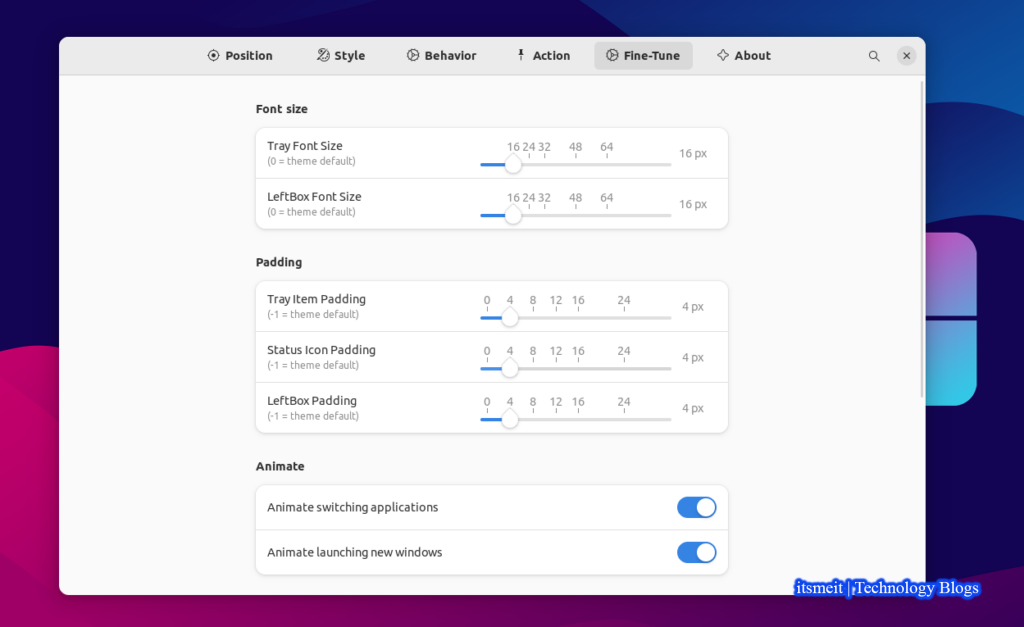 Position Style Behavior Action Fine-Tune About
Font size
Tray Font Size
(0 = theme default)
16 24 32 48 64
16 px
LeftBox Font Size
(0 = theme default)
16 24 32 48 64
16 px
Padding
Tray Item Padding
(-1 = theme default)
0 4 8 12 16 24
4 px
Status Icon Padding
(-1 = theme default)
0 4 8 12 16 24
4 px
LeftBox Padding
(-1 = theme default)
0 4 8 12 16 24
4 px
Animate
Animate switching applications
Animate launching new windows
itsmeit | Technology Blogs